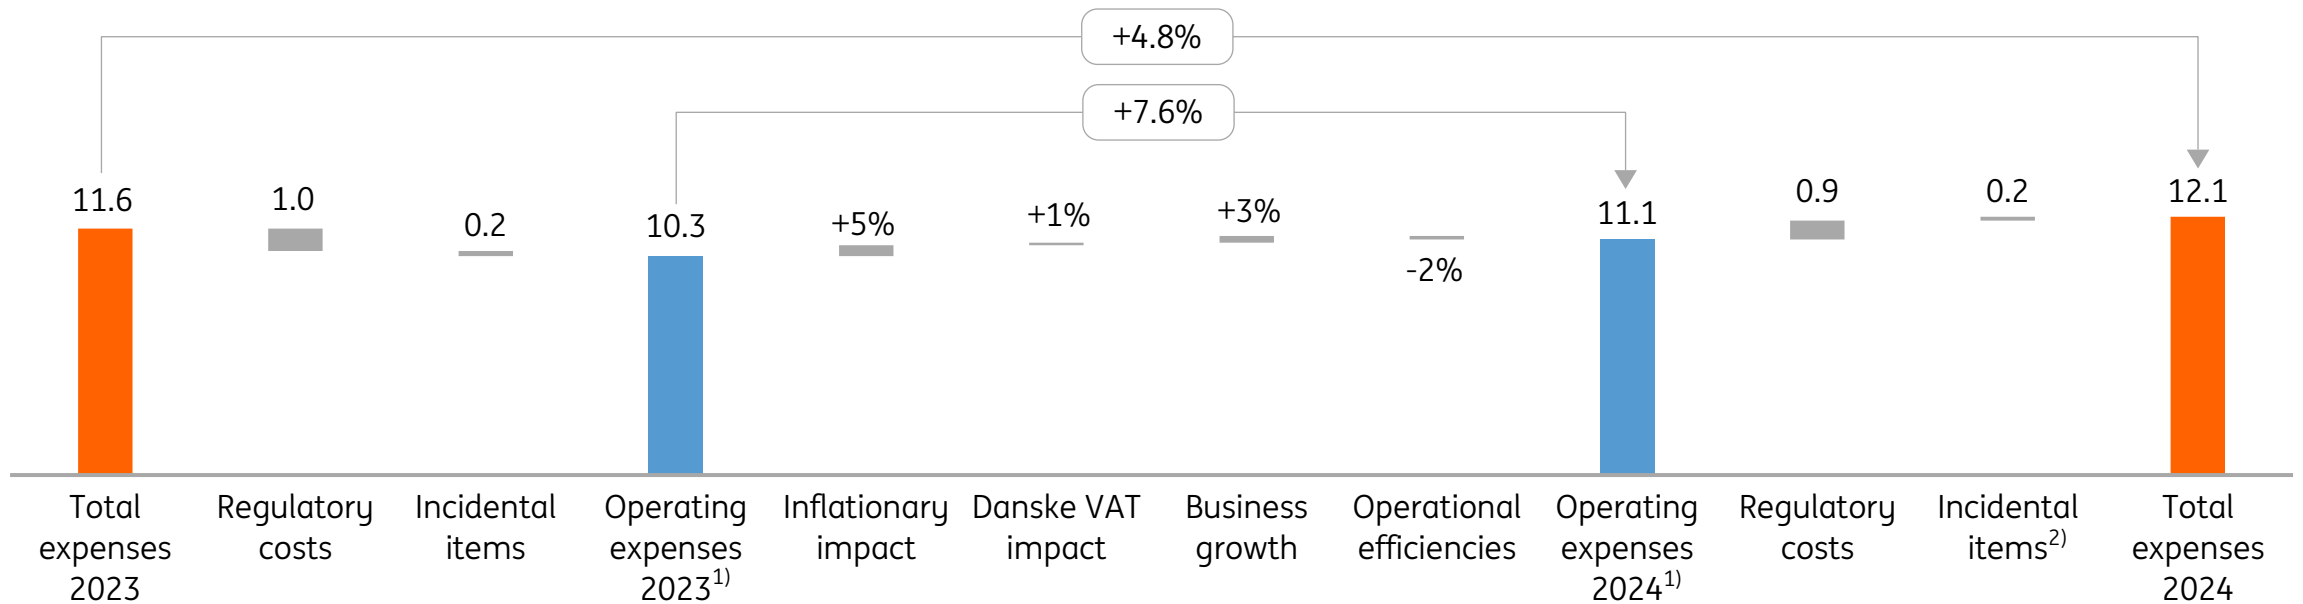 +4.8%
+7.6%
11.6
1.0
0.2
10.3
+5%
+1%
+3%
-2%
11.1
0.9
0.2
12.1
Total
expenses
2023
Regulatory
costs
Incidental
items
Operating
expenses
2023¹⁾
Inflationary
impact
Danske VAT
impact
Business
growth
Operational
efficiencies
Operating
expenses
2024¹⁾
Regulatory
costs
Incidental
items²⁾
Total
expenses
2024